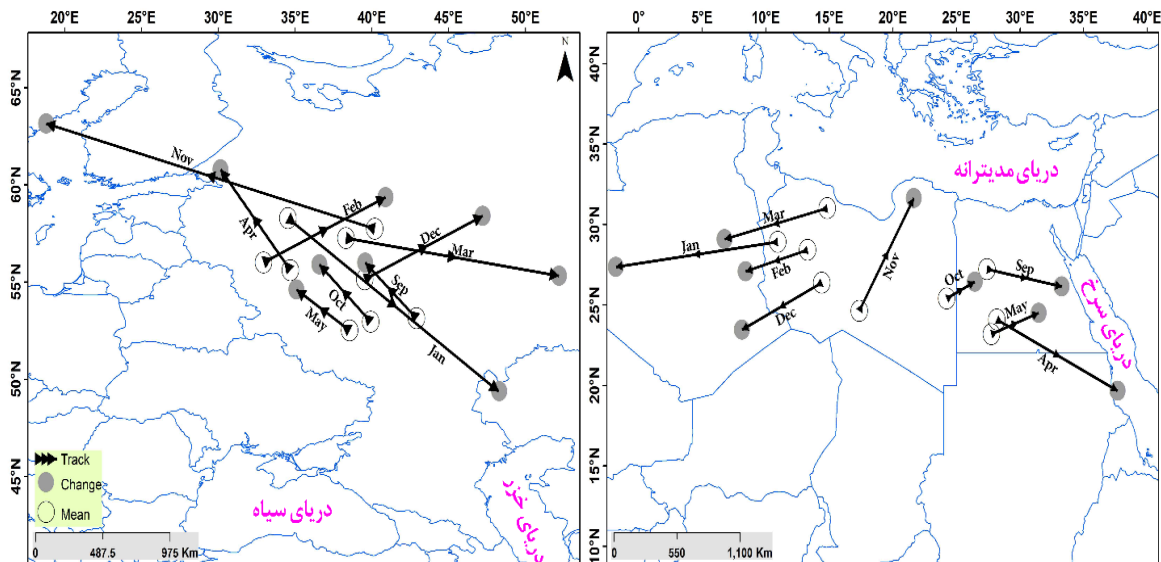 20°E 25°E 30°E 35°E 40°E 45°E 50°E
0° 5°E 10°E 15°E 20°E 25°E 30°E 35°E 40°E
65°N
60°N
55°N
50°N
45°N
N
Nov
Feb
Apr
Dec
Mar
Sep
Oct
May
Jan
Track
Change
Mean
0 487.5 975 Km
دریای سیاه
دریای خزر
40°N
35°N
30°N
25°N
20°N
15°N
10°N
دریای مدیترانه
Mar
Jan
Feb
Dec
Nov
Oct
Sep
May
Apr
دریای سرخ
0 550 1,100 Km